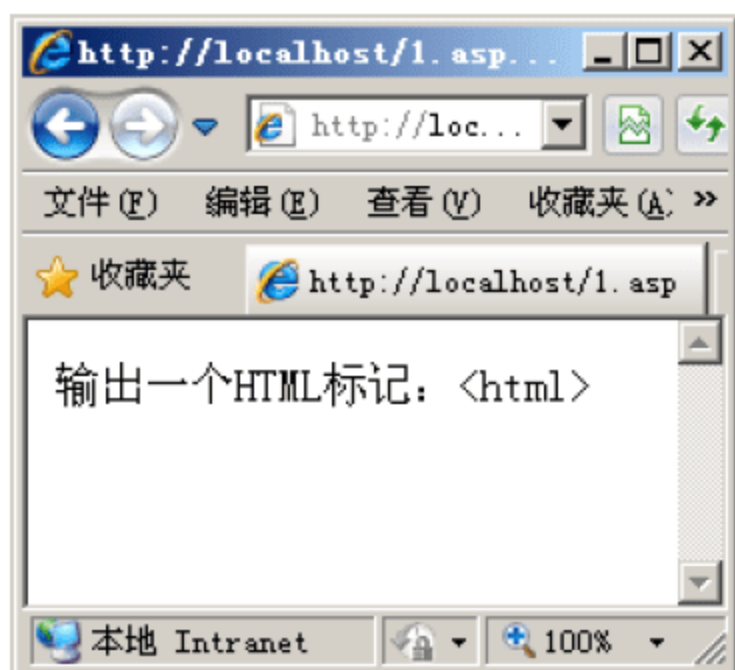 http://localhost/1.asp...
http://loc...
文件(F) 编辑(E) 查看(V) 收藏夹(A) »
收藏夹 http://localhost/1.asp
输出一个HTML标记：<html>
本地 Intranet 100%